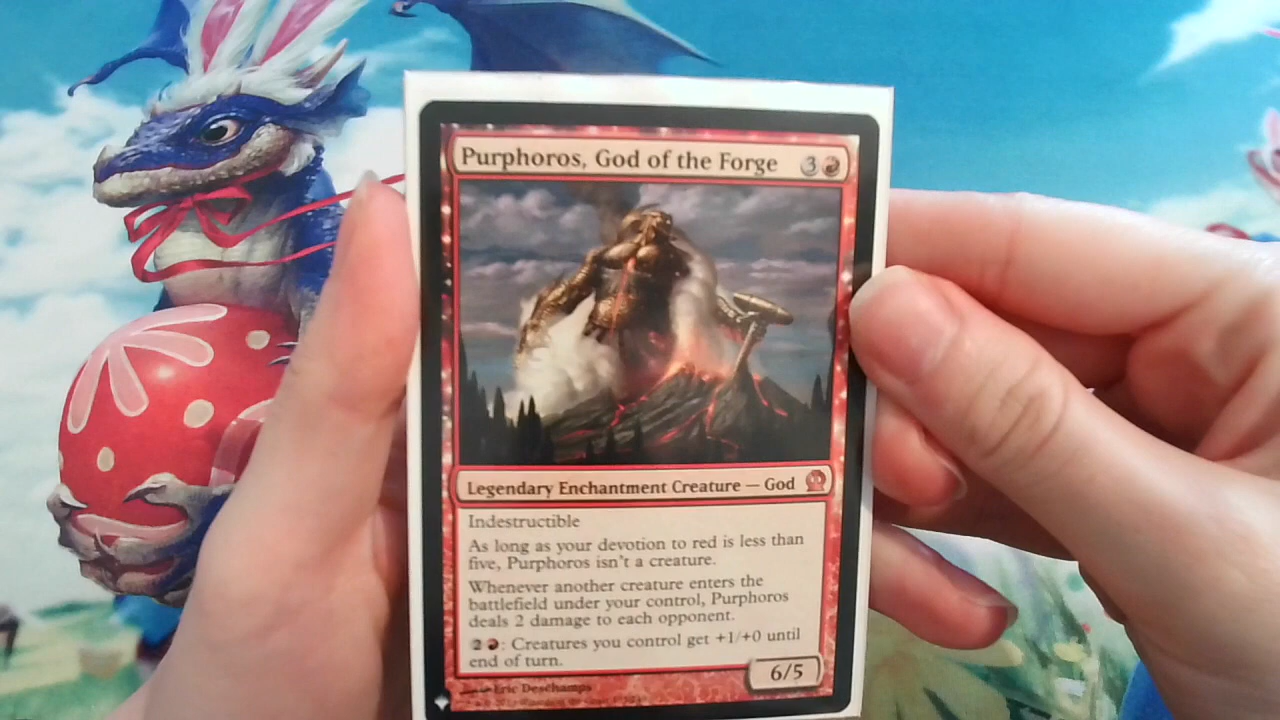 Purphoros, God of the Forge 3
Legendary Enchantment Creature — God
Indestructible
As long as your devotion to red is less than
five, Purphoros isn't a creature.
Whenever another creature enters the
battlefield under your control, Purphoros
deals 2 damage to each opponent.
2 : Creatures you control get +1/+0 until
end of turn.
6/5
Eric Deschamps